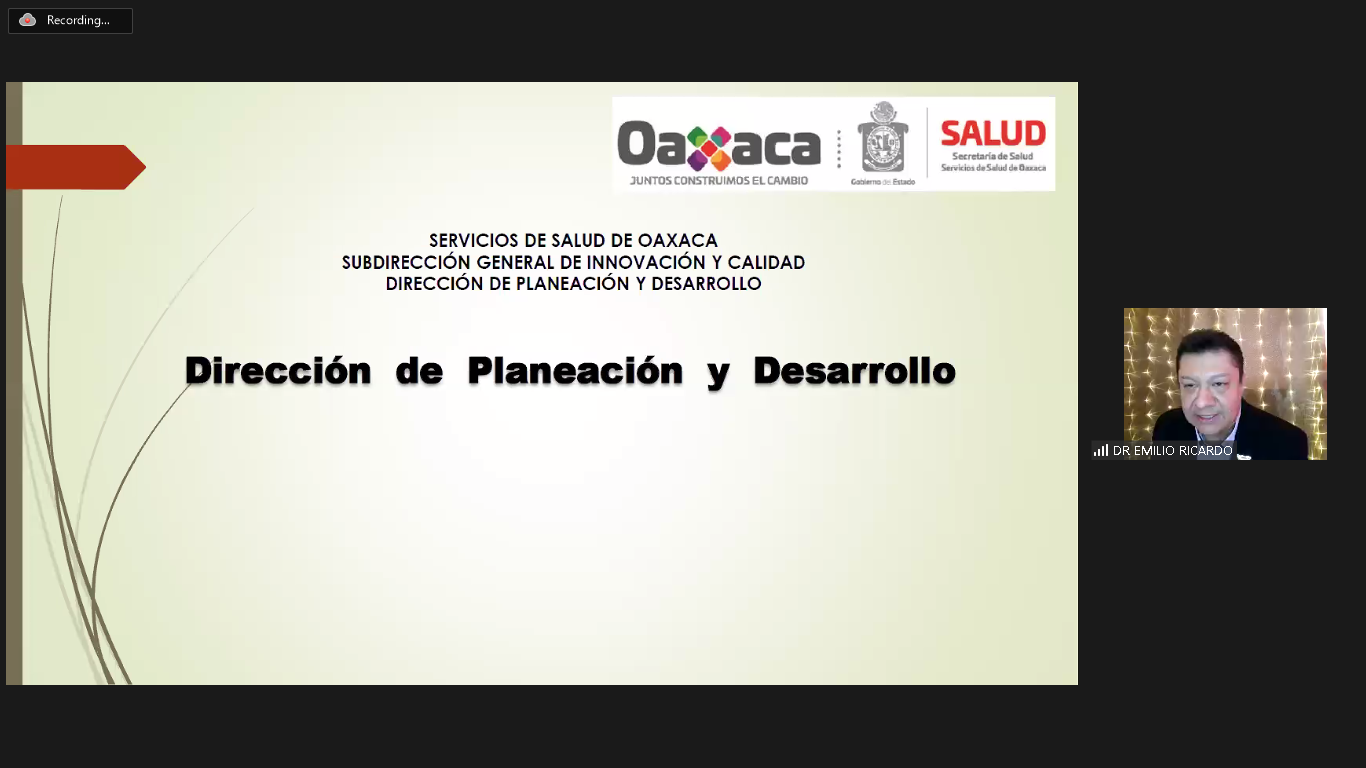 Recording...
Oaxaca
JUNTOS CONSTRUIMOS EL CAMBIO
Gobierno del Estado
SALUD
Secretaría de Salud
Servicios de Salud de Oaxaca
SERVICIOS DE SALUD DE OAXACA
SUBDIRECCIÓN GENERAL DE INNOVACIÓN Y CALIDAD
DIRECCIÓN DE PLANEACIÓN Y DESARROLLO
Dirección de Planeación y Desarrollo
DR EMILIO RICARDO